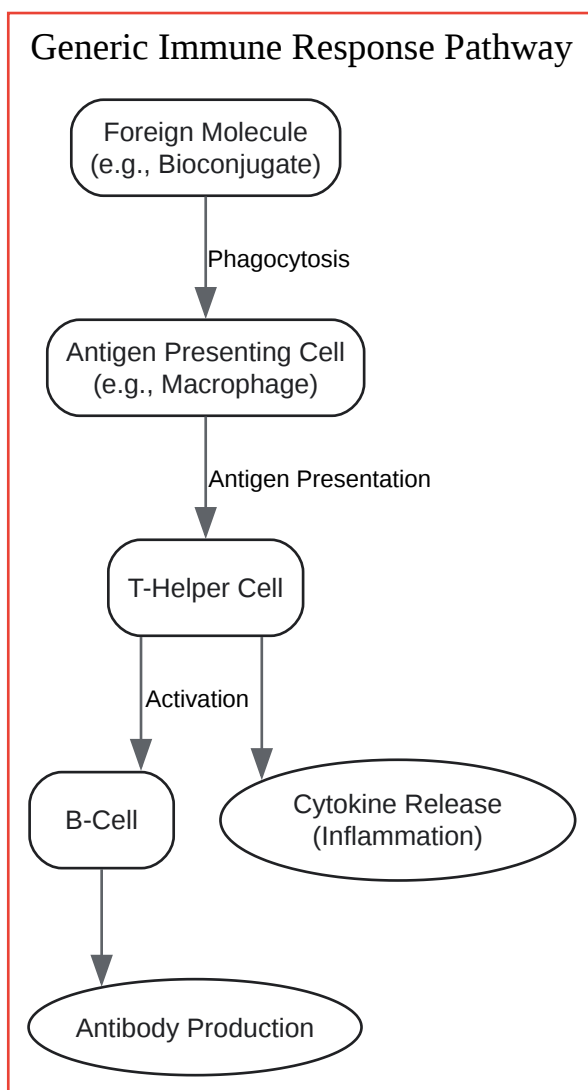 Generic Immune Response Pathway
Foreign Molecule
(e.g., Bioconjugate)
Phagocytosis
Antigen Presenting Cell
(e.g., Macrophage)
Antigen Presentation
T-Helper Cell
Activation
B-Cell
Cytokine Release
(Inflammation)
Antibody Production